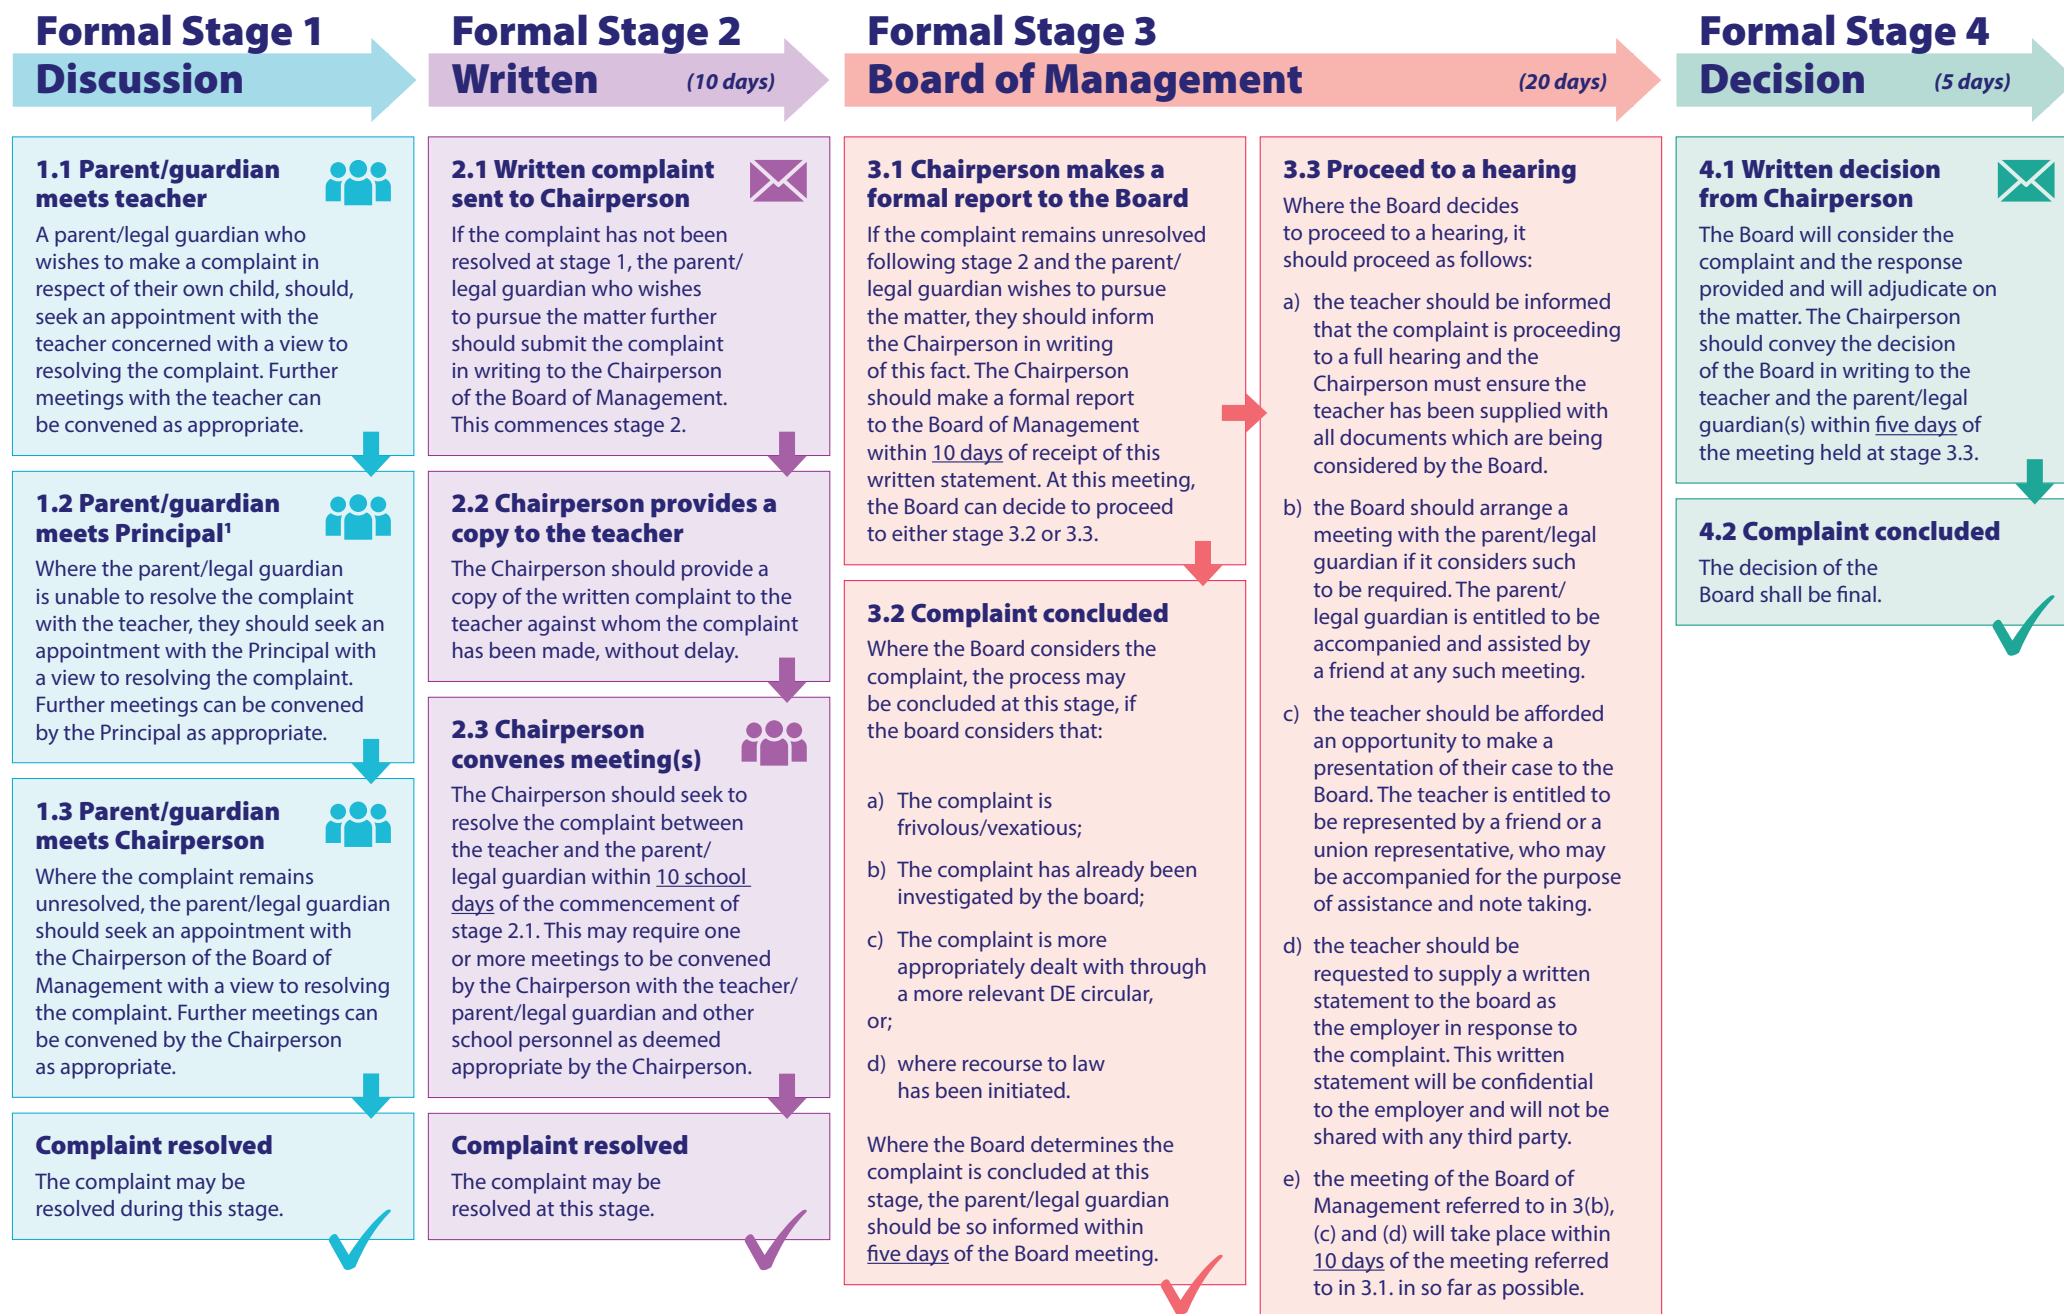 Formal Stage 1
Discussion
1.1 Parent/guardian
meets teacher
A parent/legal guardian who
wishes to make a complaint in
respect of their own child, should,
seek an appointment with the
teacher concerned with a view to
resolving the complaint. Further
meetings with the teacher can
be convened as appropriate.
1.2 Parent/guardian
meets Principal¹
Where the parent/legal guardian
is unable to resolve the complaint
with the teacher, they should seek an
appointment with the Principal with
a view to resolving the complaint.
Further meetings can be convened
by the Principal as appropriate.
1.3 Parent/guardian
meets Chairperson
Where the complaint remains
unresolved, the parent/legal guardian
should seek an appointment with
the Chairperson of the Board of
Management with a view to resolving
the complaint. Further meetings can
be convened by the Chairperson
as appropriate.
Complaint resolved
The complaint may be
resolved during this stage.
Formal Stage 2
Written (10 days)
2.1 Written complaint
sent to Chairperson
If the complaint has not been
resolved at stage 1, the parent/
legal guardian who wishes
to pursue the matter further
should submit the complaint
in writing to the Chairperson
of the Board of Management.
This commences stage 2.
2.2 Chairperson provides a
copy to the teacher
The Chairperson should provide a
copy of the written complaint to the
teacher against whom the complaint
has been made, without delay.
2.3 Chairperson
convenes meeting(s)
The Chairperson should seek to
resolve the complaint between
the teacher and the parent/
legal guardian within 10 school
days of the commencement of
stage 2.1. This may require one
or more meetings to be convened
by the Chairperson with the teacher/
parent/legal guardian and other
school personnel as deemed
appropriate by the Chairperson.
Complaint resolved
The complaint may be
resolved at this stage.
Formal Stage 3
Board of Management (20 days)
3.1 Chairperson makes a
formal report to the Board
If the complaint remains unresolved
following stage 2 and the parent/
legal guardian wishes to pursue
the matter, they should inform
the Chairperson in writing
of this fact. The Chairperson
should make a formal report
to the Board of Management
within 10 days of receipt of this
written statement. At this meeting,
the Board can decide to proceed
to either stage 3.2 or 3.3.
3.2 Complaint concluded
Where the Board considers the
complaint, the process may
be concluded at this stage, if
the board considers that:
a) The complaint is
frivolous/vexatious;
b) The complaint has already been
investigated by the board;
c) The complaint is more
appropriately dealt with through
a more relevant DE circular,
or;
d) where recourse to law
has been initiated.
Where the Board determines the
complaint is concluded at this
stage, the parent/legal guardian
should be so informed within
five days of the Board meeting.
3.3 Proceed to a hearing
Where the Board decides
to proceed to a hearing, it
should proceed as follows:
a) the teacher should be informed
that the complaint is proceeding
to a full hearing and the
Chairperson must ensure the
teacher has been supplied with
all documents which are being
considered by the Board.
b) the Board should arrange a
meeting with the parent/legal
guardian if it considers such
to be required. The parent/
legal guardian is entitled to be
accompanied and assisted by
a friend at any such meeting.
c) the teacher should be afforded
an opportunity to make a
presentation of their case to the
Board. The teacher is entitled to
be represented by a friend or a
union representative, who may
be accompanied for the purpose
of assistance and note taking.
d) the teacher should be
requested to supply a written
statement to the board as
the employer in response to
the complaint. This written
statement will be confidential
to the employer and will not be
shared with any third party.
e) the meeting of the Board of
Management referred to in 3(b),
(c) and (d) will take place within
10 days of the meeting referred
to in 3.1. in so far as possible.
Formal Stage 4
Decision (5 days)
4.1 Written decision
from Chairperson
The Board will consider the
complaint and the response
provided and will adjudicate on
the matter. The Chairperson
should convey the decision
of the Board in writing to the
teacher and the parent/legal
guardian(s) within five days of
the meeting held at stage 3.3.
4.2 Complaint concluded
The decision of the
Board shall be final.